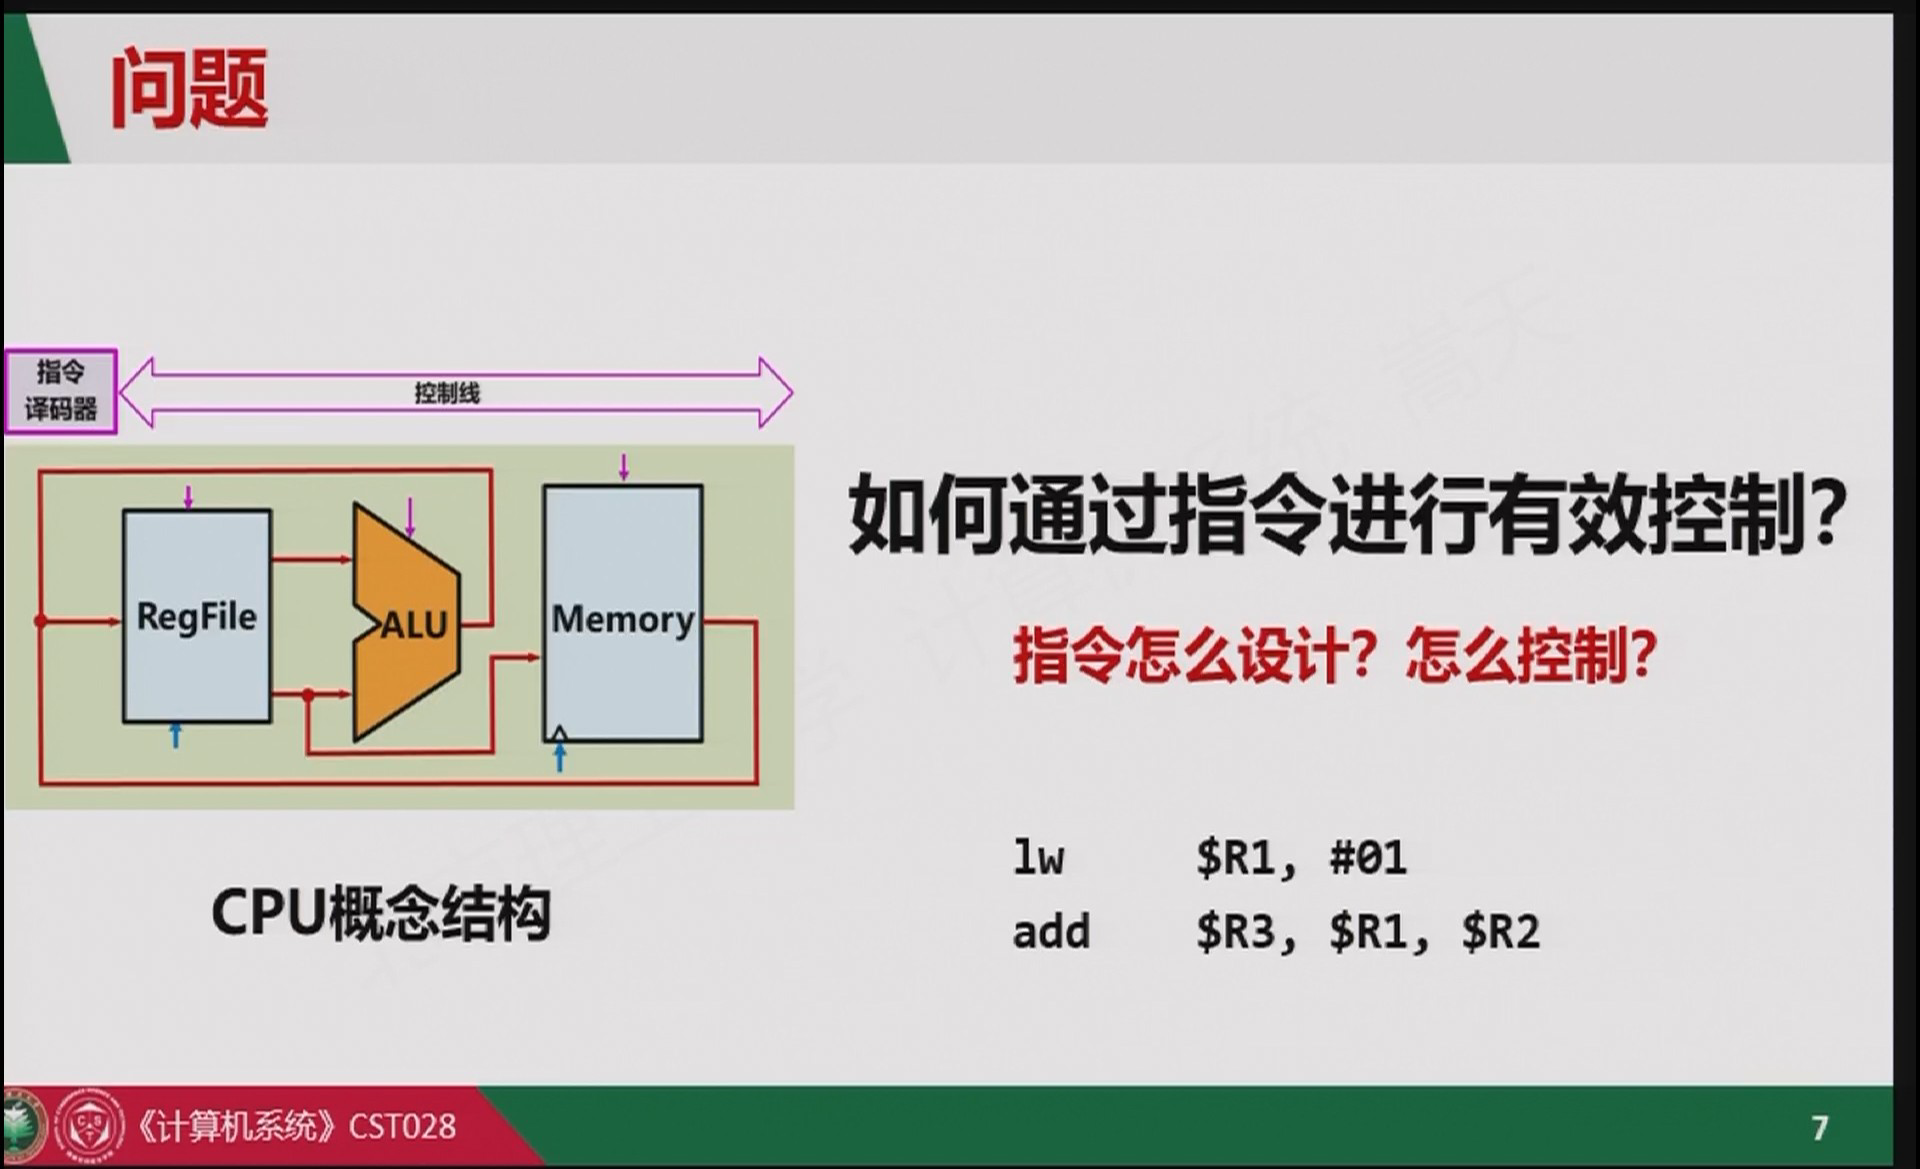 问题
指令
译码器
控制线
RegFile
ALU
Memory
CPU概念结构
如何通过指令进行有效控制?
指令怎么设计? 怎么控制?
lw $R1, #01
add $R3, $R1, $R2
《计算机系统》CST028
7